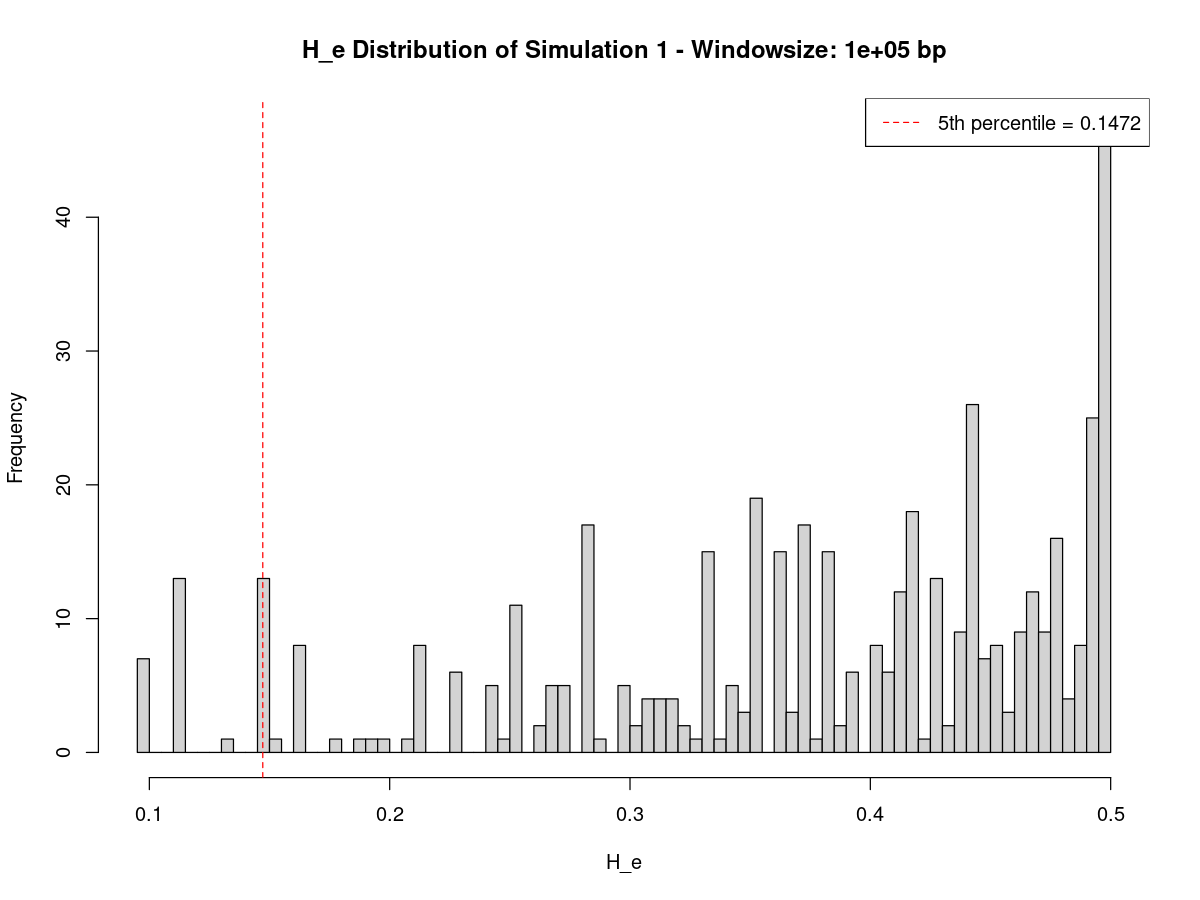 H_e Distribution of Simulation 1 - Windowsize: 1e+05 bp
5th percentile = 0.1472
Frequency
40
30
20
10
0
0.1 0.2 0.3 0.4 0.5
H_e